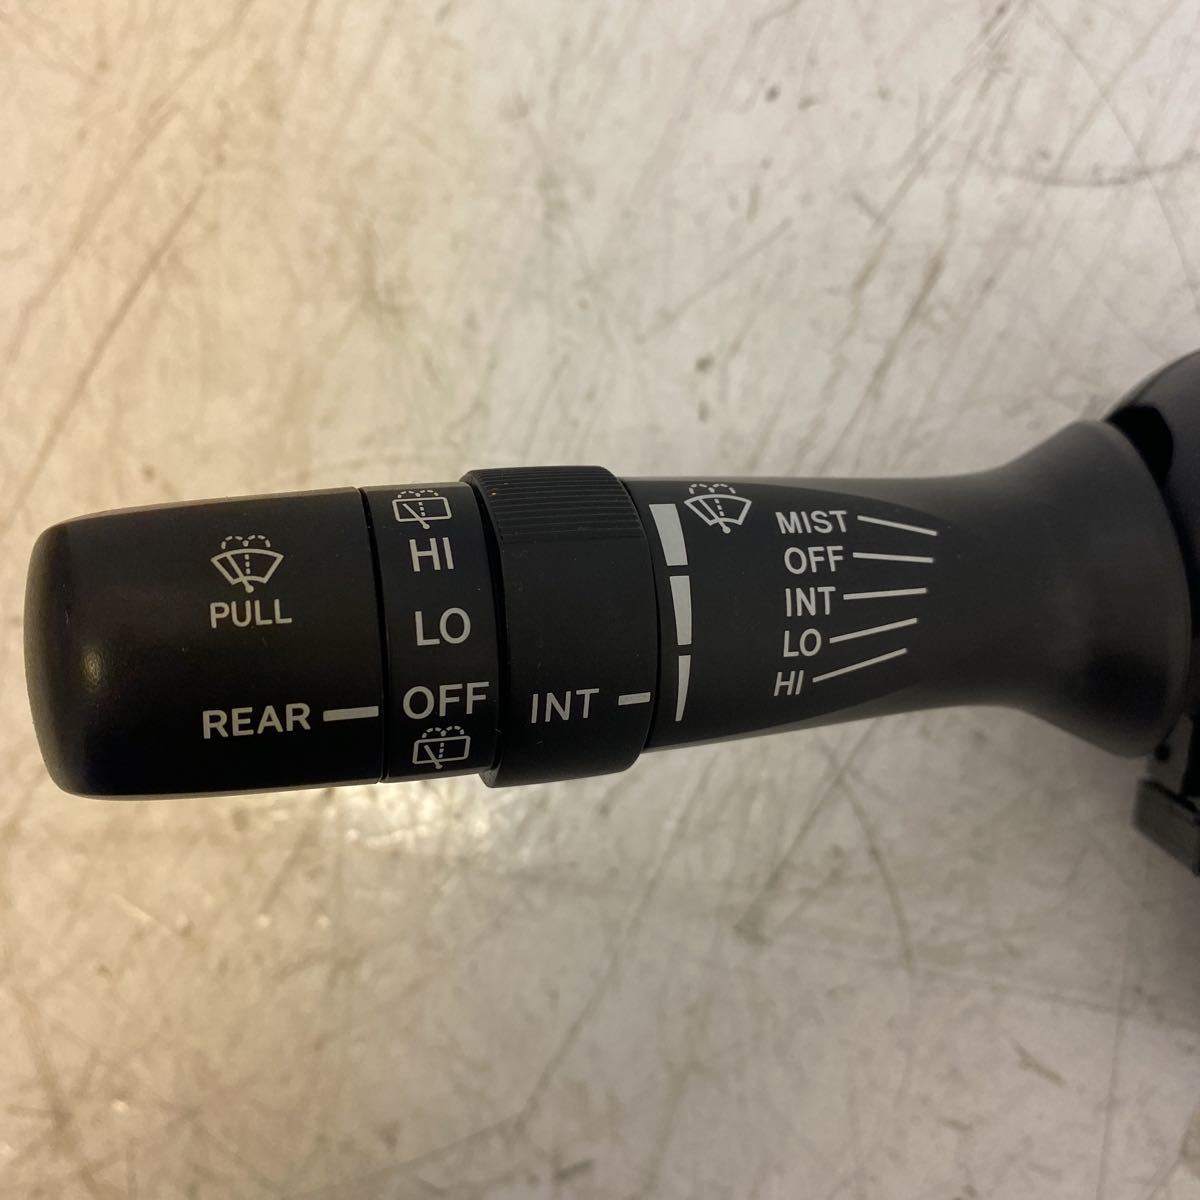 PULL
REAR
HI
LO
OFF
INT
MIST
OFF
INT
LO
HI